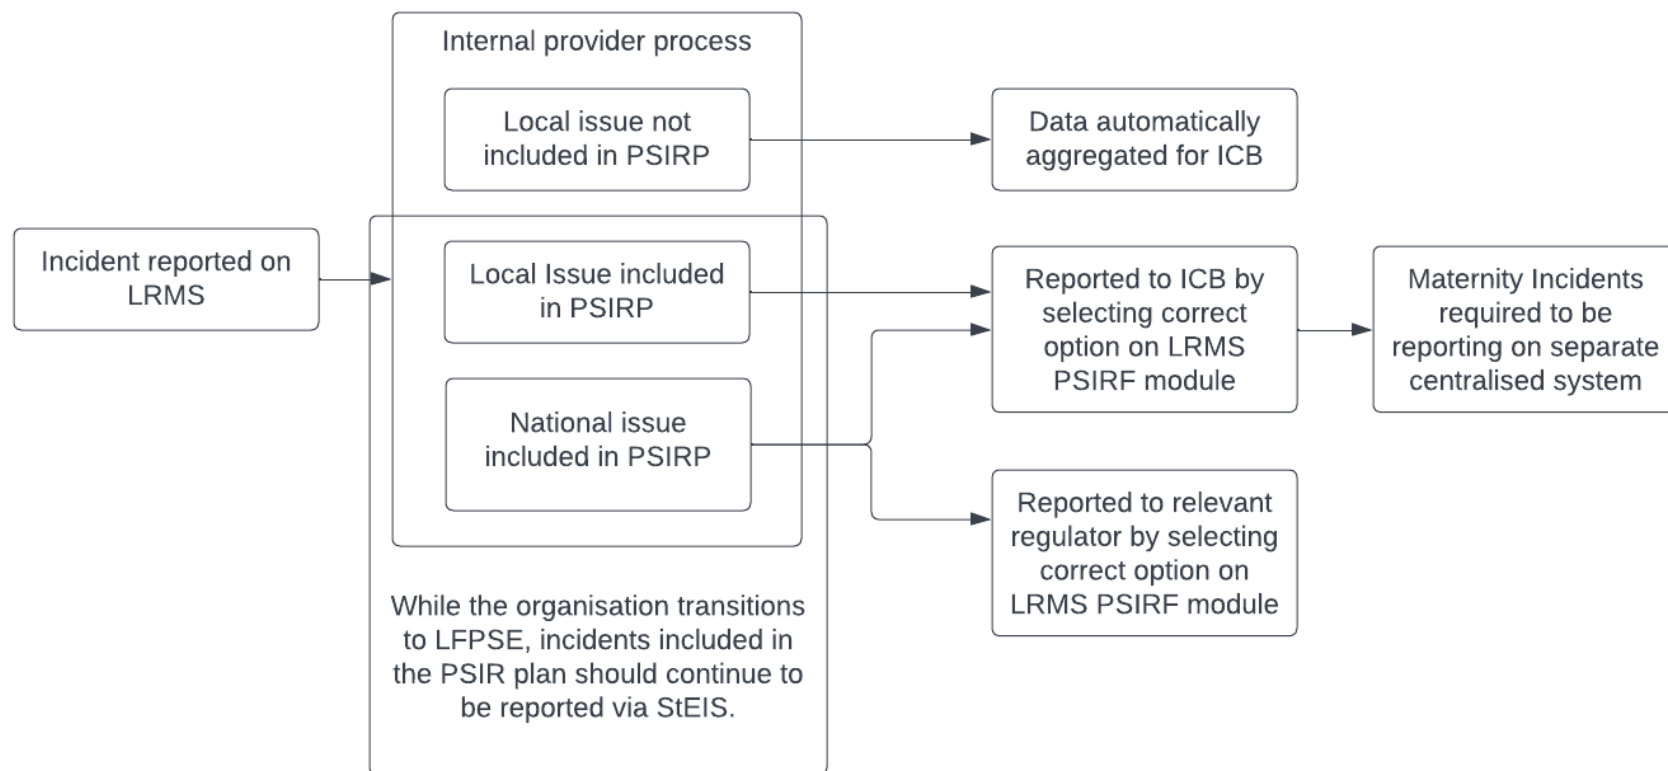 Internal provider process
Local issue not
included in PSIRP
Data automatically
aggregated for ICB
Incident reported on
LRMS
Local Issue included
in PSIRP
Reported to ICB by
selecting correct
option on LRMS
PSIRF module
Maternity Incidents
required to be
reporting on separate
centralised system
National issue
included in PSIRP
Reported to relevant
regulator by selecting
correct option on
LRMS PSIRF module
While the organisation transitions
to LFPSE, incidents included in
the PSIR plan should continue to
be reported via StEIS.